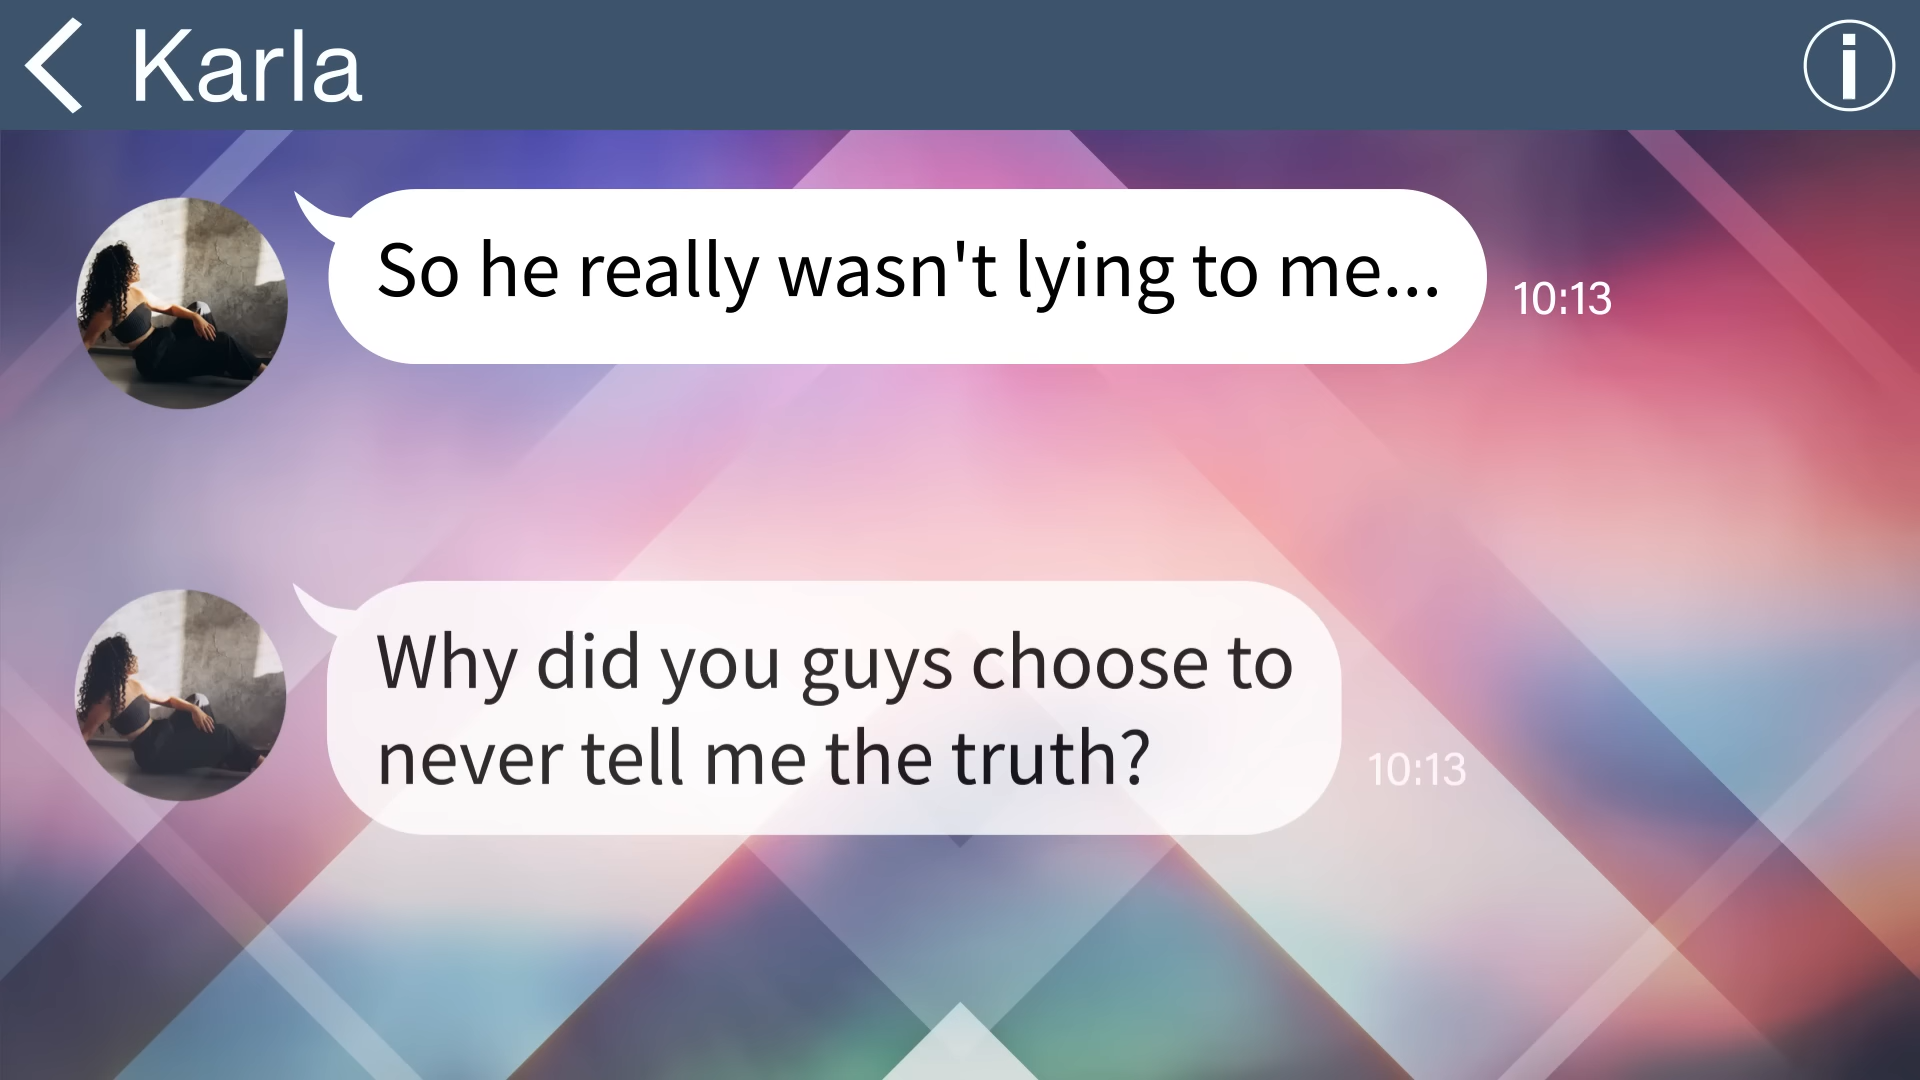 Karla
So he really wasn't lying to me...
10:13
Why did you guys choose to
never tell me the truth?
10:13